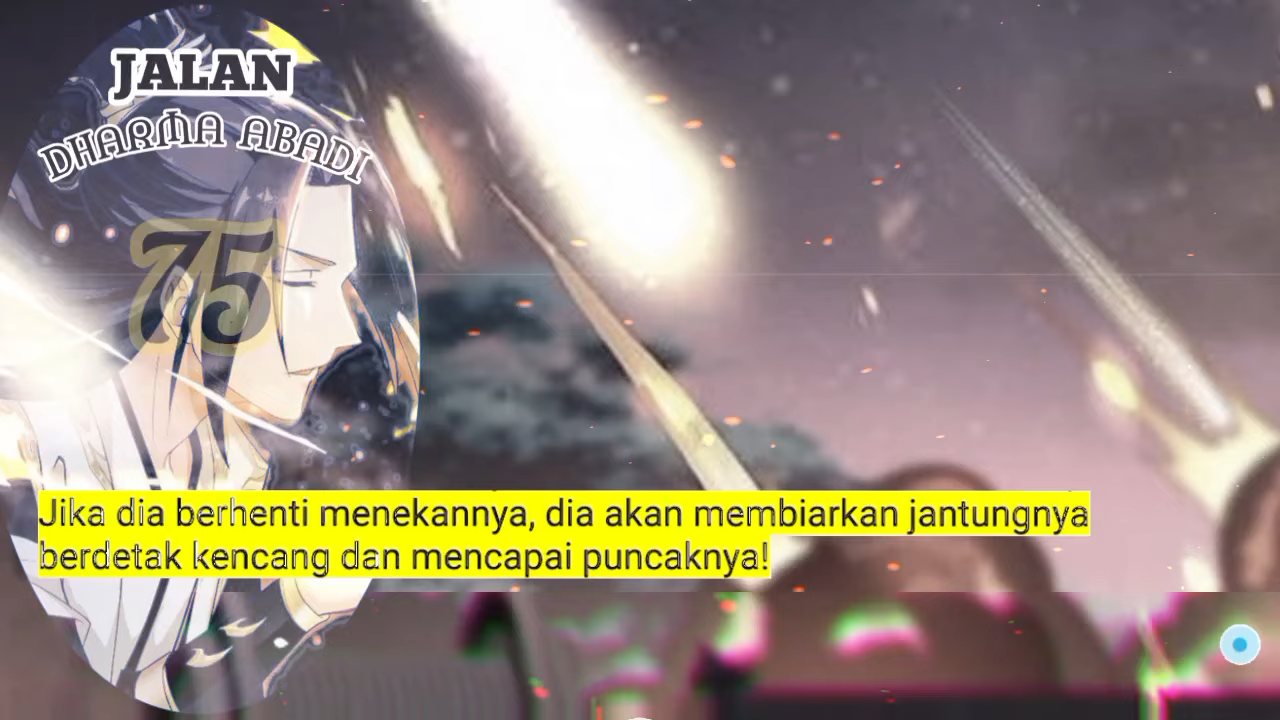 JALAN
DHARMA ABADI
75
Jika dia berhenti menekannya, dia akan membiarkan jantungnya
berdetak kencang dan mencapai puncaknya!